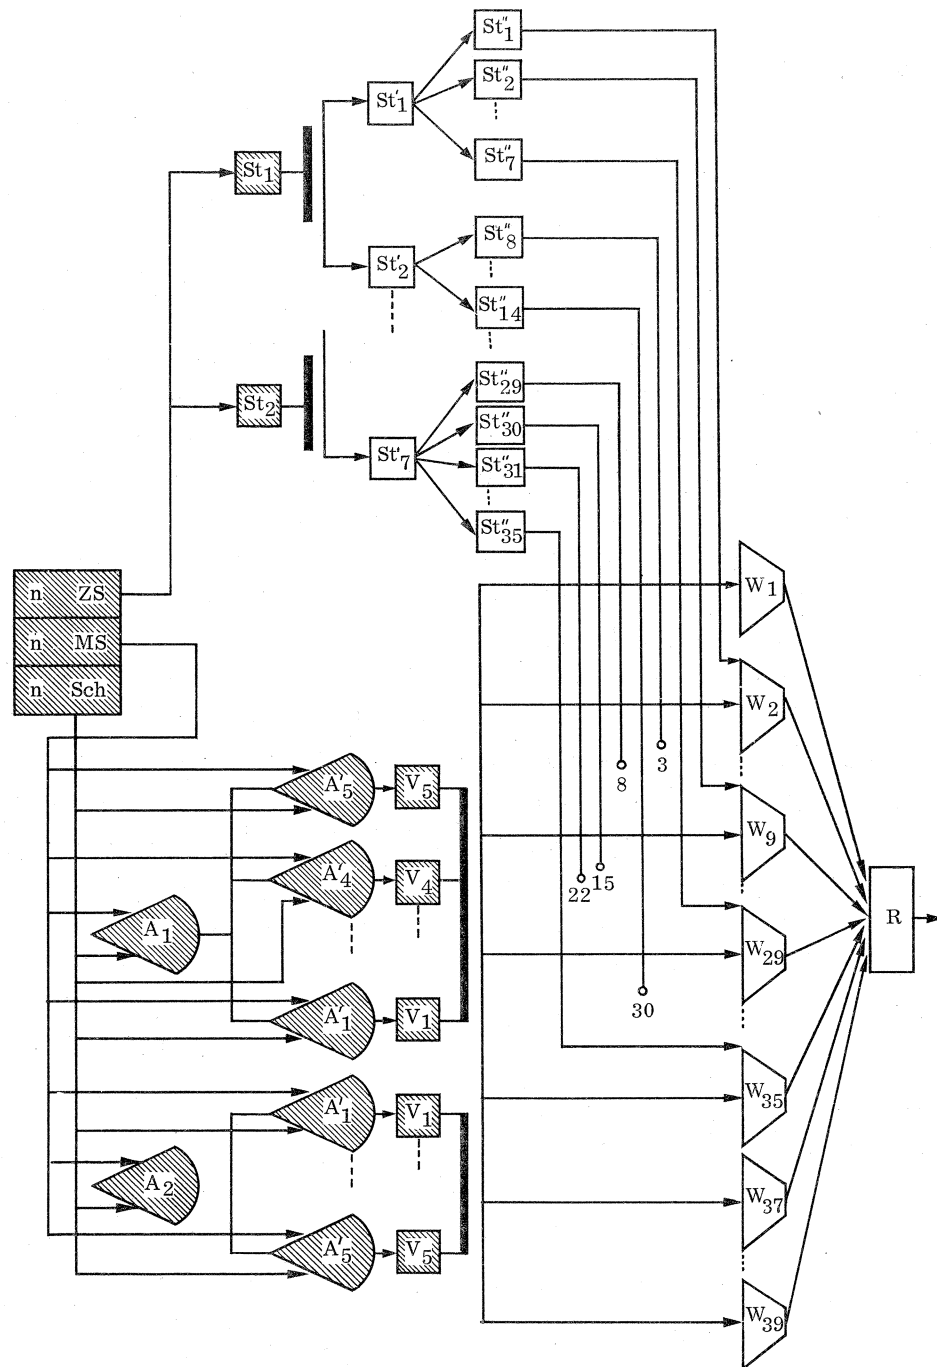 St″1
St″2
St′1
St″7
St1
St″8
St′2
St″14
St″29
St2
St″30
St′7
St″31
St″35
n ZS
W1
n MS
n Sch
W2
3
8
A′5
V5
W9
A′4
V4
22
15
A1
R
W29
30
A′1
V1
W35
A′1
V1
A2
W37
A′5
V5
W39